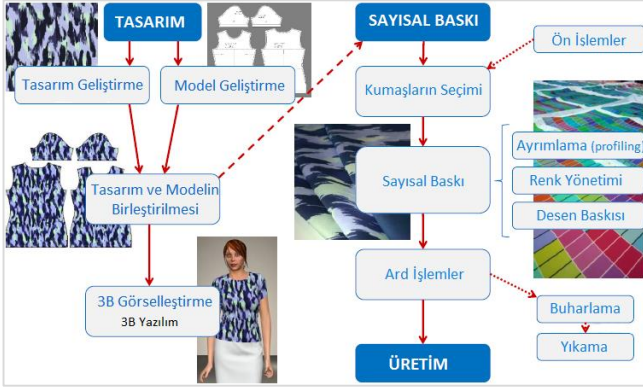 TASARIM
Tasarım Geliştirme
Model Geliştirme
Tasarım ve Modelin
Birleştirilmesi
3B Görselleştirme
3B Yazılım
SAYISAL BASKI
Ön İşlemler
Kumaşların Seçimi
Sayısal Baskı
Ayrımlama (profiling)
Renk Yönetimi
Desen Baskısı
Ard İşlemler
Buharlama
Yıkama
ÜRETİM